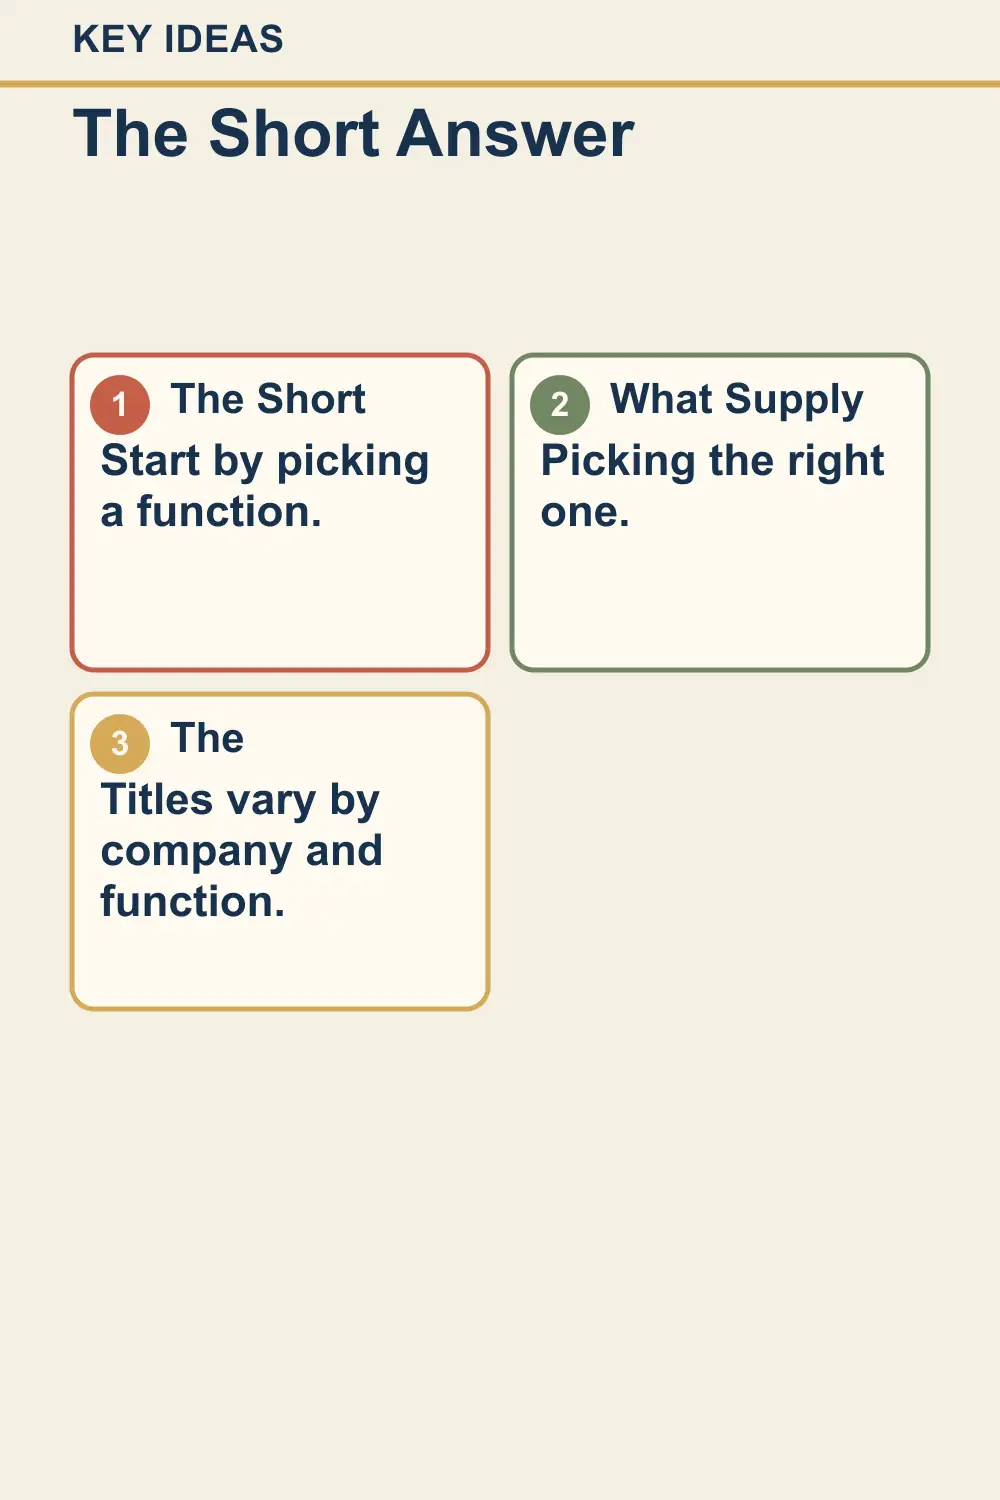 KEY IDEAS
The Short Answer
1 The Short
Start by picking
a function.
2 What Supply
Picking the right
one.
3 The
Titles vary by
company and
function.